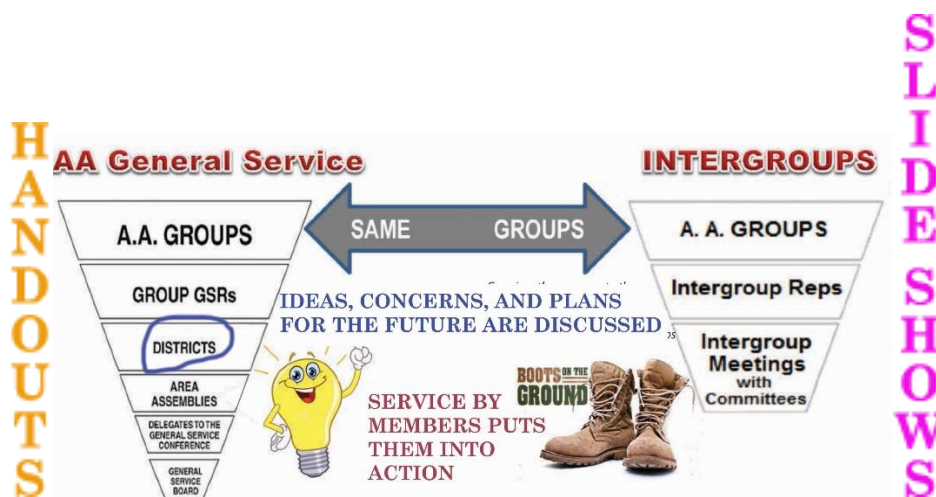 HANDOUTS
SLIDE SHOWS
AA General Service
INTERGROUPS
SAME GROUPS
A.A. GROUPS
GROUP GSRs
DISTRICTS
AREA
ASSEMBLIES
DELEGATES TO THE
GENERAL SERVICE
CONFERENCE
GENERAL
SERVICE
BOARD
IDEAS, CONCERNS, AND PLANS
FOR THE FUTURE ARE DISCUSSED
SERVICE BY
MEMBERS PUTS
THEM INTO
ACTION
BOOTS ON THE
GROUND
A. A. GROUPS
Intergroup Reps
Intergroup
Meetings
with
Committees